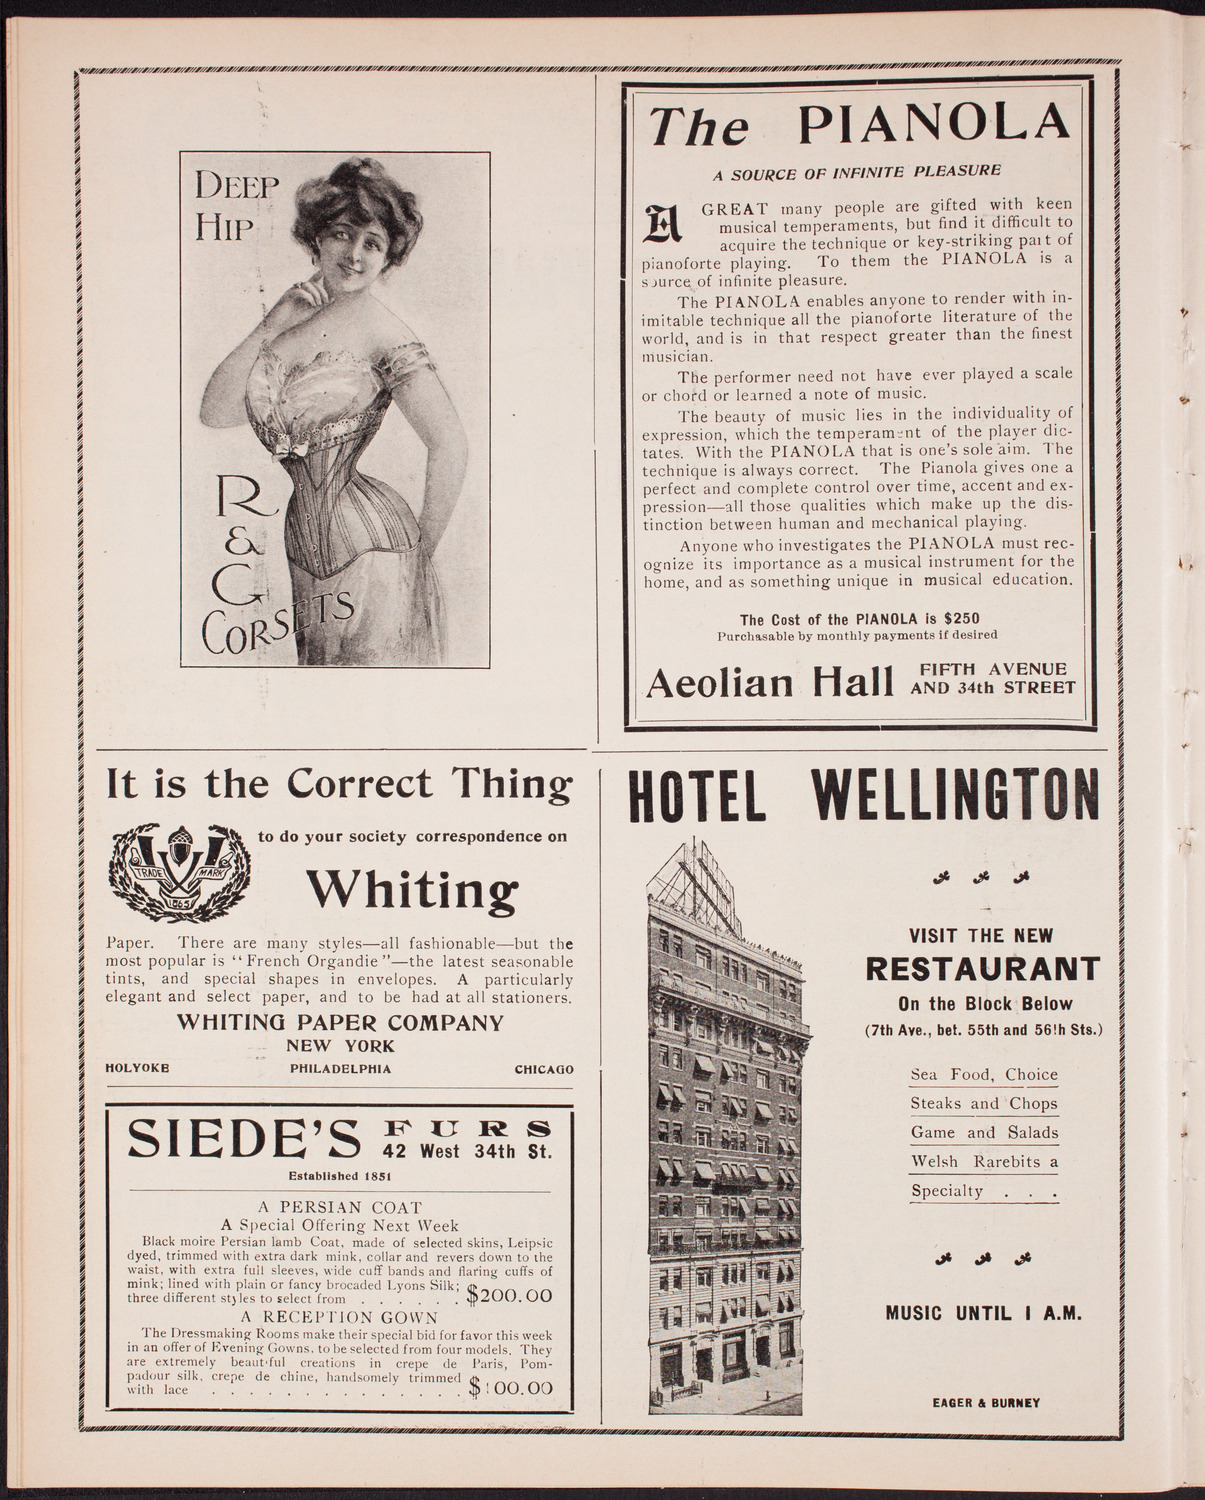 DEEP
HIP
R
&
G
CORSETS
The PIANOLA
A SOURCE OF INFINITE PLEASURE
A GREAT many people are gifted with keen
musical temperaments, but find it difficult to
acquire the technique or key-striking part of
pianoforte playing. To them the PIANOLA is a
source of infinite pleasure.
The PIANOLA enables anyone to render with in-
imitable technique all the pianoforte literature of the
world, and is in that respect greater than the finest
musician.
The performer need not have ever played a scale
or chord or learned a note of music.
The beauty of music lies in the individuality of
expression, which the temperament of the player dic-
tates. With the PIANOLA that is one's sole aim. The
technique is always correct. The Pianola gives one a
perfect and complete control over time, accent and ex-
pression—all those qualities which make up the dis-
tinction between human and mechanical playing.
Anyone who investigates the PIANOLA must rec-
ognize its importance as a musical instrument for the
home, and as something unique in musical education.
The Cost of the PIANOLA is $250
Purchasable by monthly payments if desired
Aeolian Hall FIFTH AVENUE
AND 34th STREET
It is the Correct Thing
to do your society correspondence on
TRADE MARK
1865
Whiting
Paper. There are many styles—all fashionable—but the
most popular is "French Organdie"—the latest seasonable
tints, and special shapes in envelopes. A particularly
elegant and select paper, and to be had at all stationers.
WHITING PAPER COMPANY
NEW YORK
HOLYOKE PHILADELPHIA CHICAGO
SIEDE'S FURS
42 West 34th St.
Established 1851
A PERSIAN COAT
A Special Offering Next Week
Black moire Persian lamb Coat, made of selected skins, Leipsic
dyed, trimmed with extra dark mink, collar and revers down to the
waist, with extra full sleeves, wide cuff bands and flaring cuffs of
mink; lined with plain or fancy brocaded Lyons Silk;
three different styles to select from . . . . . . $200.00
A RECEPTION GOWN
The Dressmaking Rooms make their special bid for favor this week
in an offer of Evening Gowns, to be selected from four models. They
are extremely beautiful creations in crepe de Paris, Pom-
padour silk, crepe de chine, handsomely trimmed
with lace . . . . . . . . . . . . . $100.00
HOTEL WELLINGTON
VISIT THE NEW
RESTAURANT
On the Block Below
(7th Ave., bet. 55th and 56th Sts.)
Sea Food, Choice
Steaks and Chops
Game and Salads
Welsh Rarebits a
Specialty . . .
MUSIC UNTIL 1 A.M.
EAGER & BURNEY